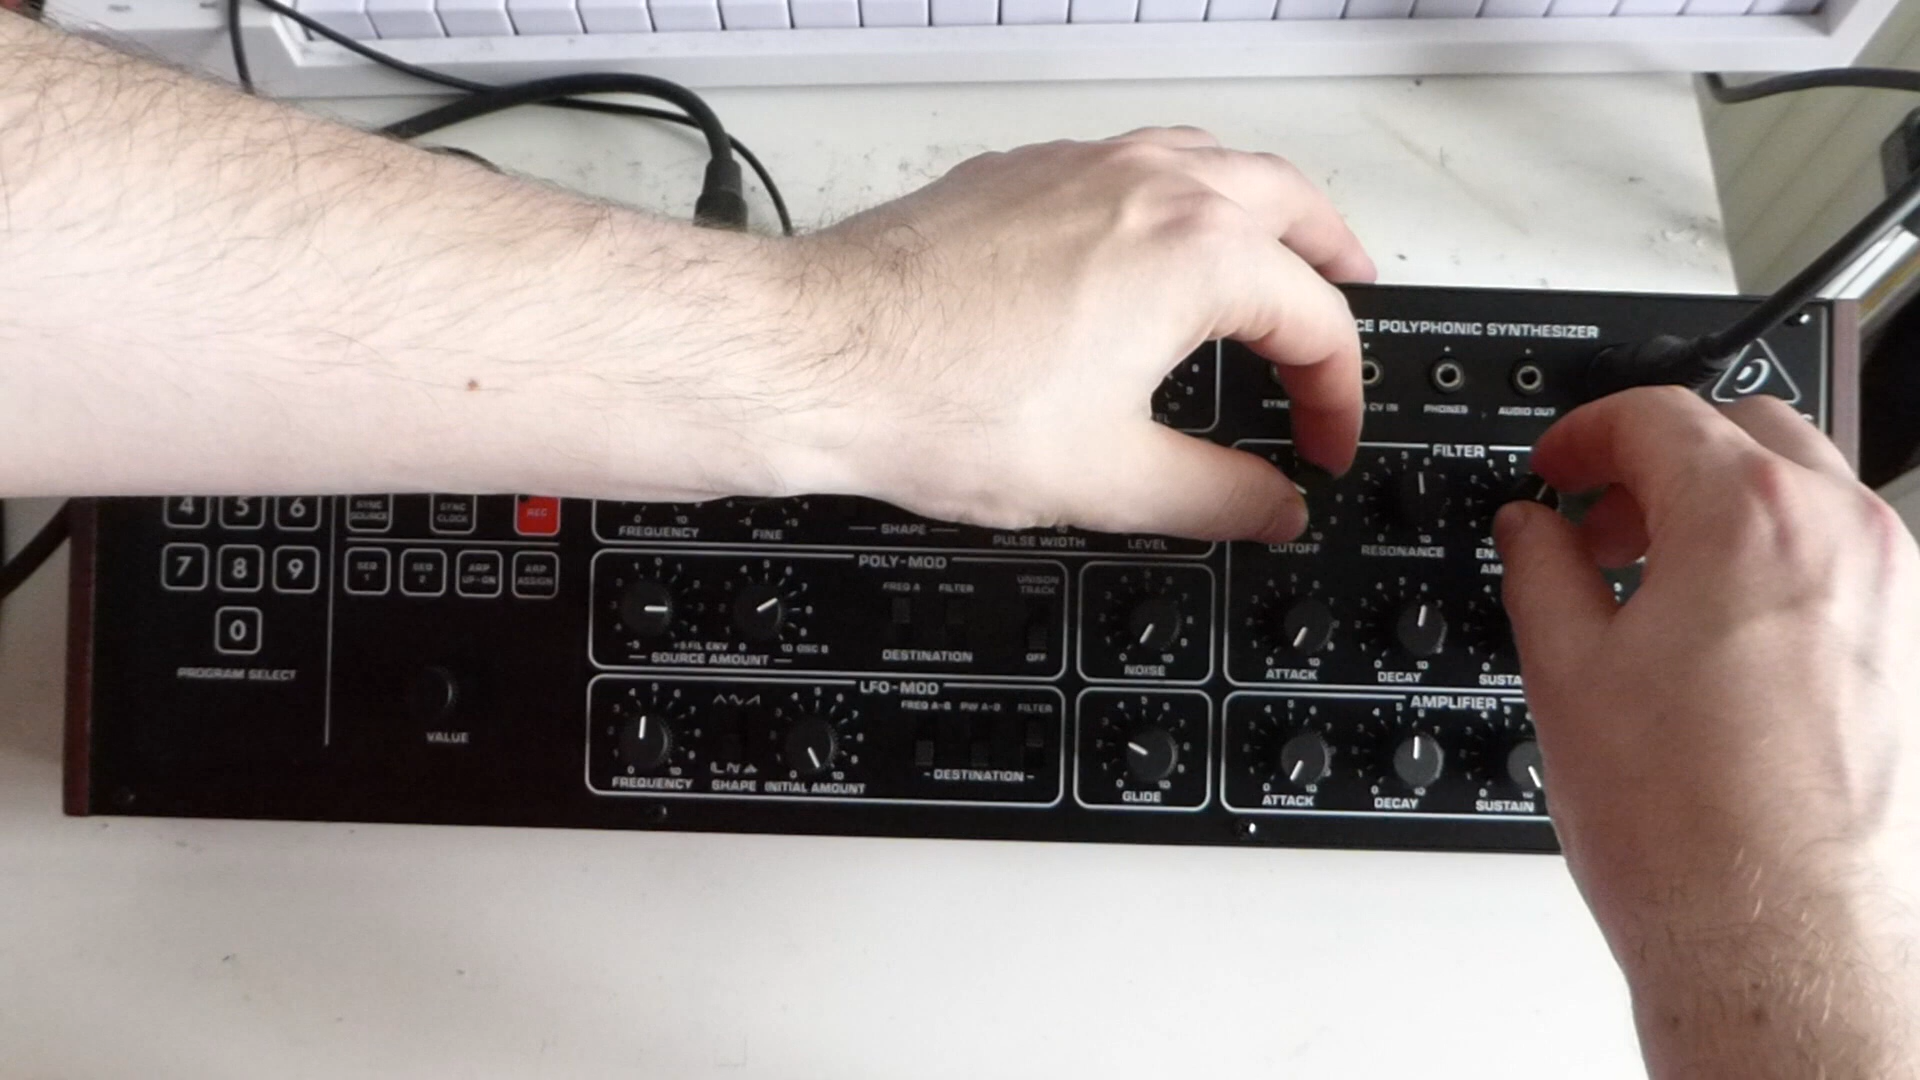 CE POLYPHONIC SYNTHESIZER
CV IN
PHONES
AUDIO OUT
FILTER
4 5 6
SYNC SOURCE
SYNC CLOCK
REC
FREQUENCY
FINE
SHAPE
PULSE WIDTH
LEVEL
CUTOFF
RESONANCE
7 8 9
SEQ 1
SEQ 2
ARP UP-DN
ARP ASSIGN
POLY-MOD
FREQ A
FILTER
UNISON TRACK
0
FIL ENV
OSC B
SOURCE AMOUNT
DESTINATION
OFF
NOISE
ATTACK
DECAY
SUSTA
PROGRAM SELECT
LFO-MOD
FREQ A-B
PW A-B
FILTER
AMPLIFIER
VALUE
FREQUENCY
SHAPE
INITIAL AMOUNT
- DESTINATION -
GLIDE
ATTACK
DECAY
SUSTAIN